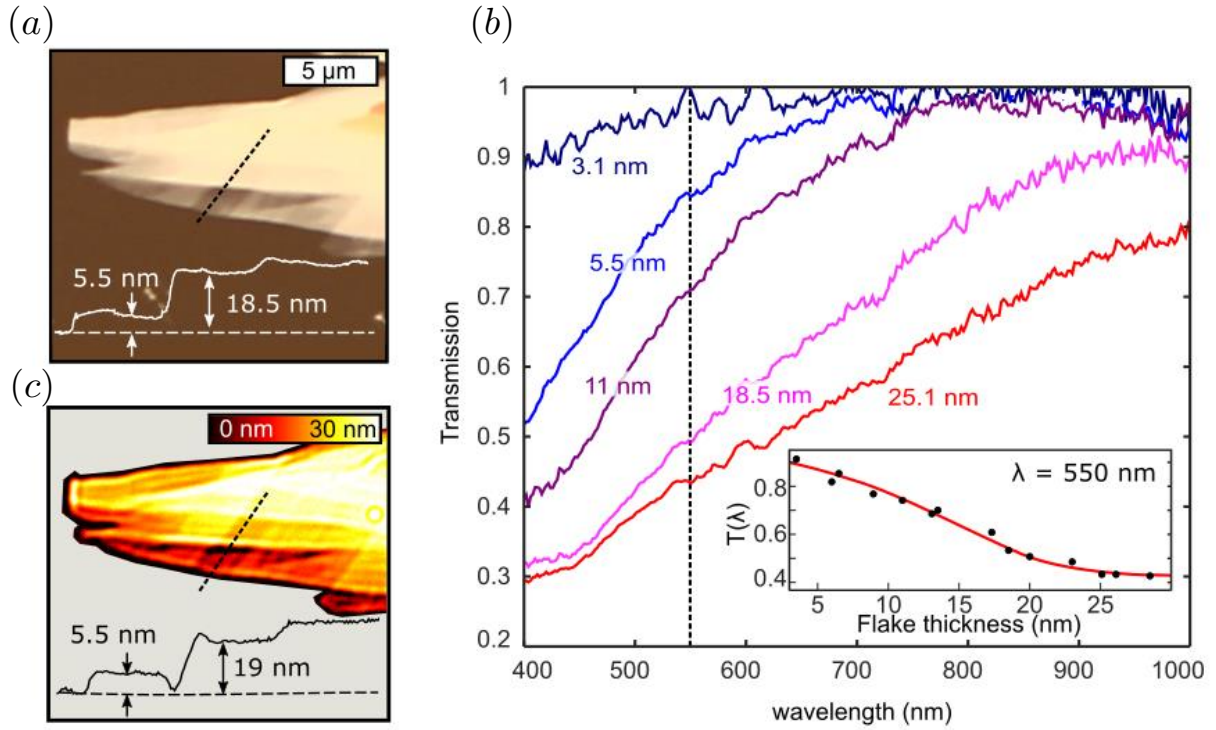 (a)
5 µm
5.5 nm
18.5 nm
(c)
0 nm 30 nm
5.5 nm
19 nm
(b)
1
0.9
0.8
0.7
0.6
0.5
0.4
0.3
0.2
Transmission
3.1 nm
5.5 nm
11 nm
18.5 nm
25.1 nm
λ = 550 nm
T(λ)
0.8
0.6
0.4
5 10 15 20 25
Flake thickness (nm)
400 500 600 700 800 900 1000
wavelength (nm)